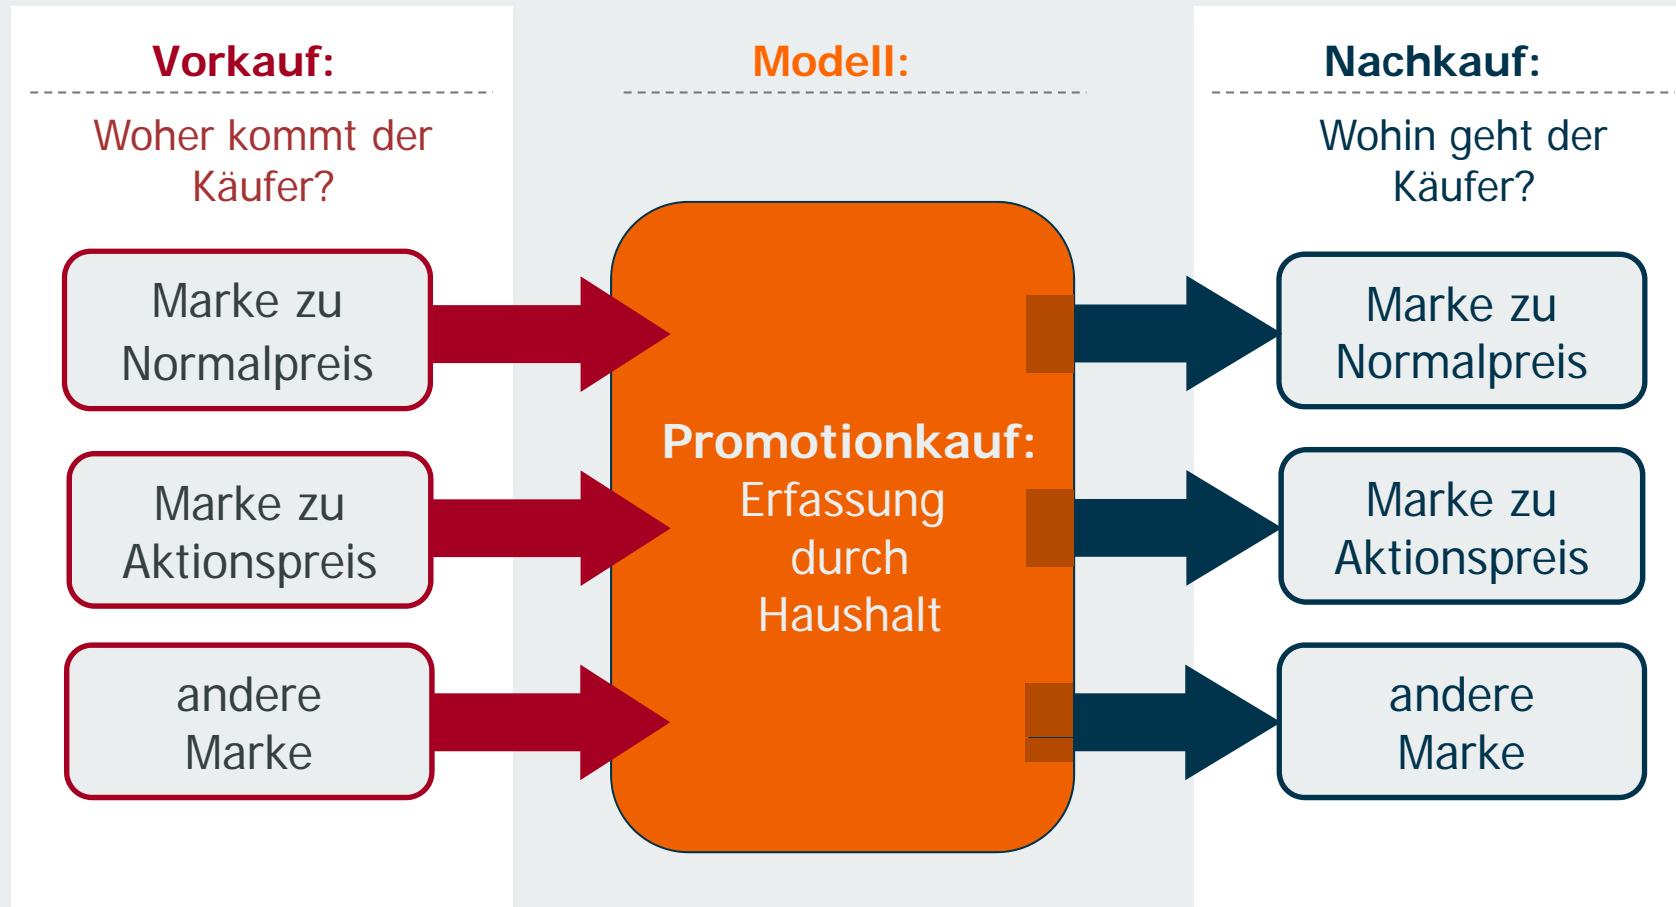 Vorkauf:
Woher kommt der
Käufer?
Marke zu
Normalpreis
Marke zu
Aktionspreis
andere
Marke
Modell:
Promotionkauf:
Erfassung
durch
Haushalt
Nachkauf:
Wohin geht der
Käufer?
Marke zu
Normalpreis
Marke zu
Aktionspreis
andere
Marke